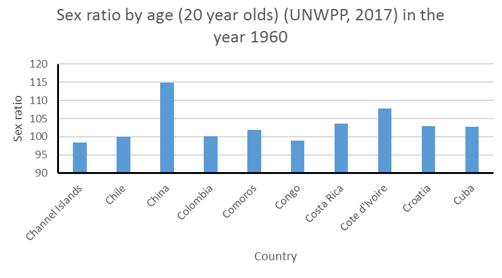 Sex ratio by age (20 year olds) (UNWPP, 2017) in the
year 1960
120
115
110
105
100
95
90
Sex ratio
Channel Islands
Chile
China
Colombia
Comoros
Congo
Costa Rica
Cote d'Ivoire
Croatia
Cuba
Country